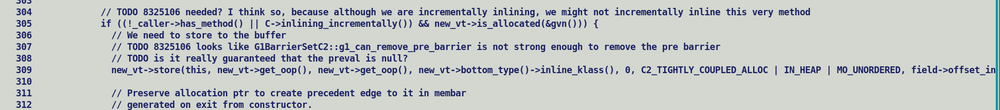 303
304 // TODO 8325106 needed? I think so, because although we are incrementally inlining, we might not incrementally inline this very method
305 if ((!_caller->has_method() || C->inlining_incrementally()) && new_vt->is_allocated(&gvn())) {
306 // We need to store to the buffer
307 // TODO 8325106 looks like G1BarrierSetC2::g1_can_remove_pre_barrier is not strong enough to remove the pre barrier
308 // TODO is it really guaranteed that the preval is null?
309 new_vt->store(this, new_vt->get_oop(), new_vt->get_oop(), new_vt->bottom_type()->inline_klass(), 0, C2_TIGHTLY_COUPLED_ALLOC | IN_HEAP | MO_UNORDERED, field->offset_in
310
311 // Preserve allocation ptr to create precedent edge to it in membar
312 // generated on exit from constructor.